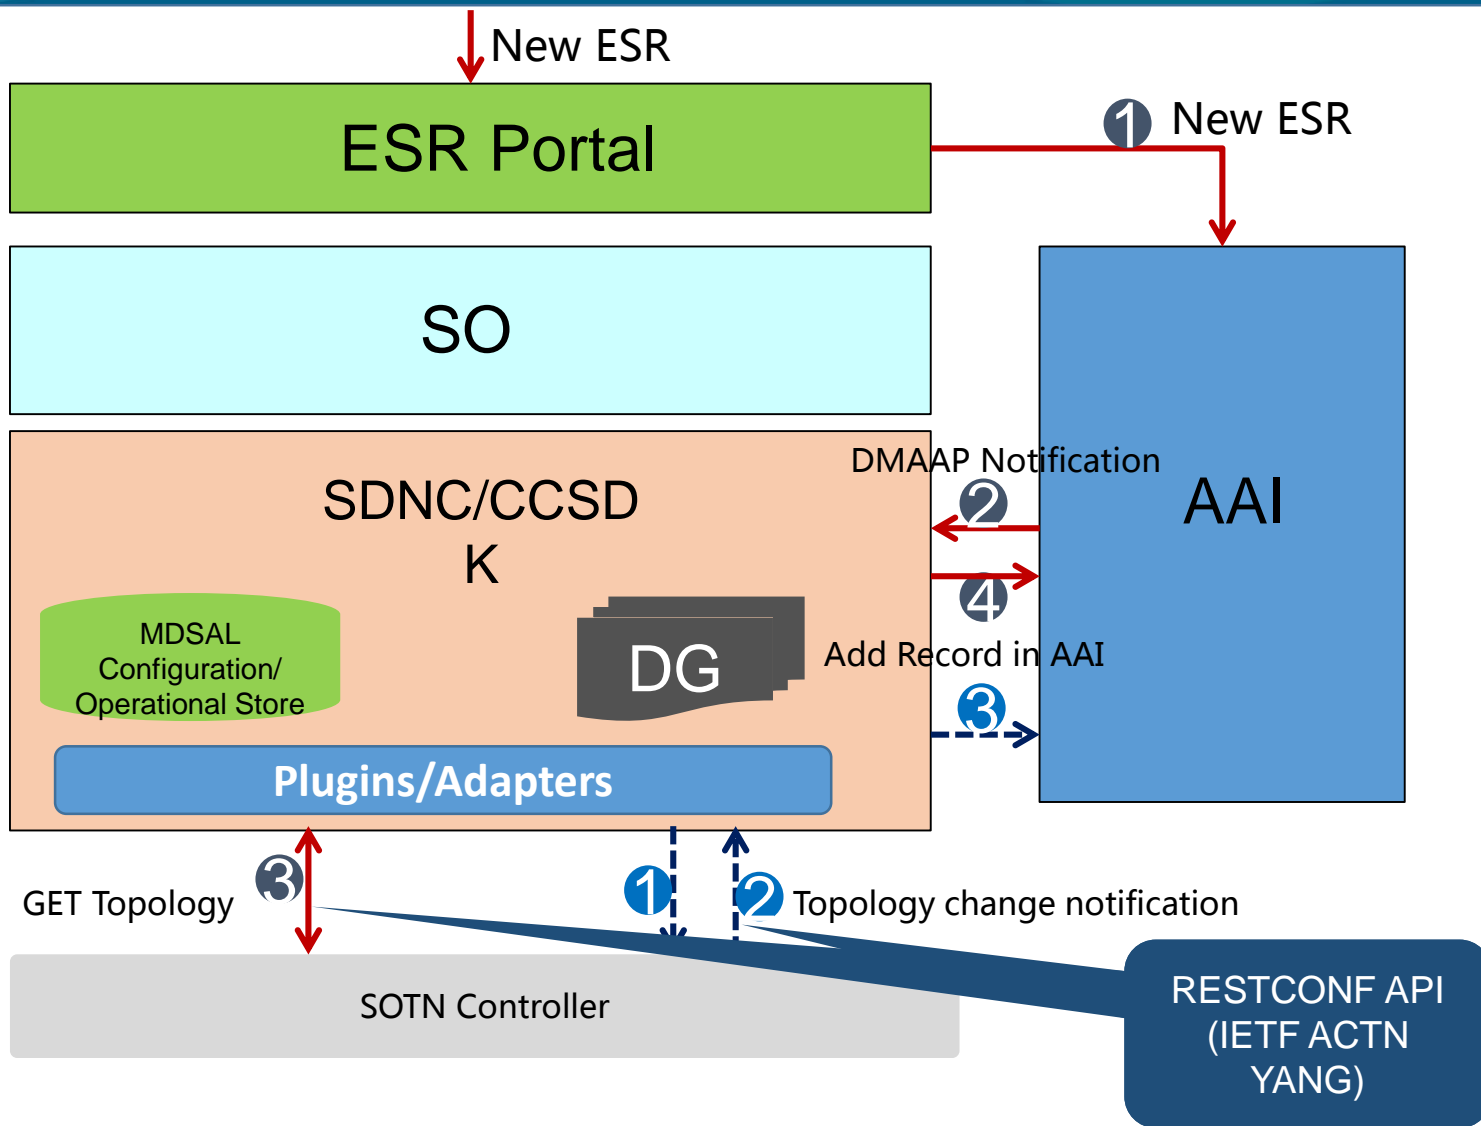 New ESR
ESR Portal
1 New ESR
SO
DMAAP Notification
2
SDNC/CCSD
K
AAI
4
MDSAL
Configuration/
Operational Store
DG
Add Record in AAI
3
Plugins/Adapters
3
GET Topology
1
2 Topology change notification
SOTN Controller
RESTCONF API
(IETF ACTN
YANG)